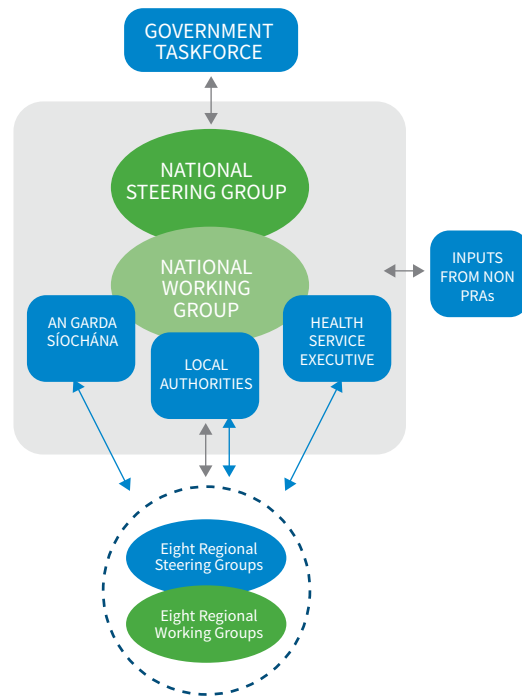 GOVERNMENT
TASKFORCE
NATIONAL
STEERING GROUP
NATIONAL
WORKING
GROUP
INPUTS
FROM NON
PRAs
AN GARDA
SÍOCHÁNA
LOCAL
AUTHORITIES
HEALTH
SERVICE
EXECUTIVE
Eight Regional
Steering Groups
Eight Regional
Working Groups